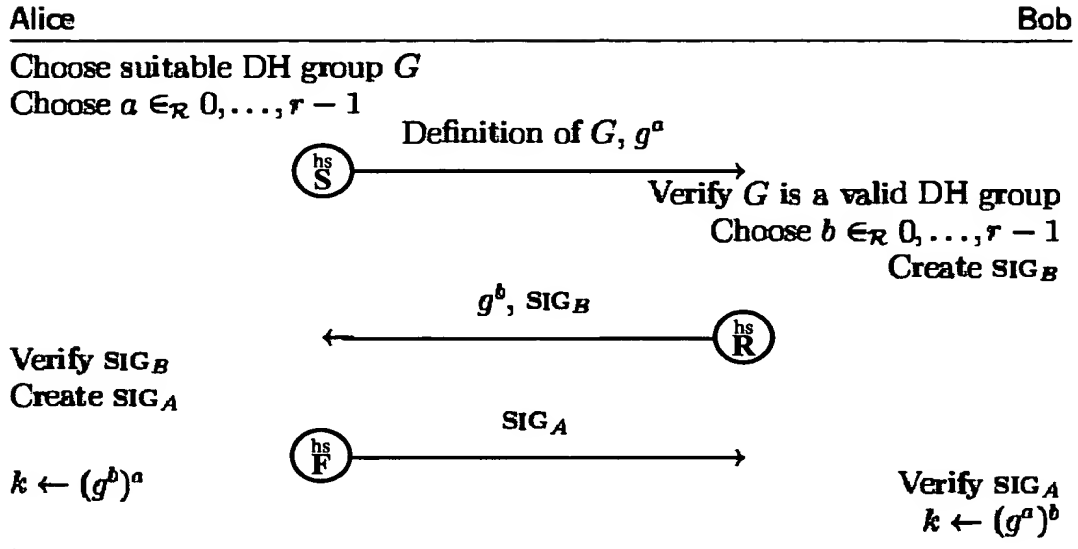 Alice Bob
Choose suitable DH group G
Choose a ∈R 0, . . . , r − 1
Definition of G, g^a
hs
S
Verify G is a valid DH group
Choose b ∈R 0, . . . , r − 1
Create SIG_B
g^b, SIG_B
hs
R
Verify SIG_B
Create SIG_A
SIG_A
hs
F
k ← (g^b)^a
Verify SIG_A
k ← (g^a)^b